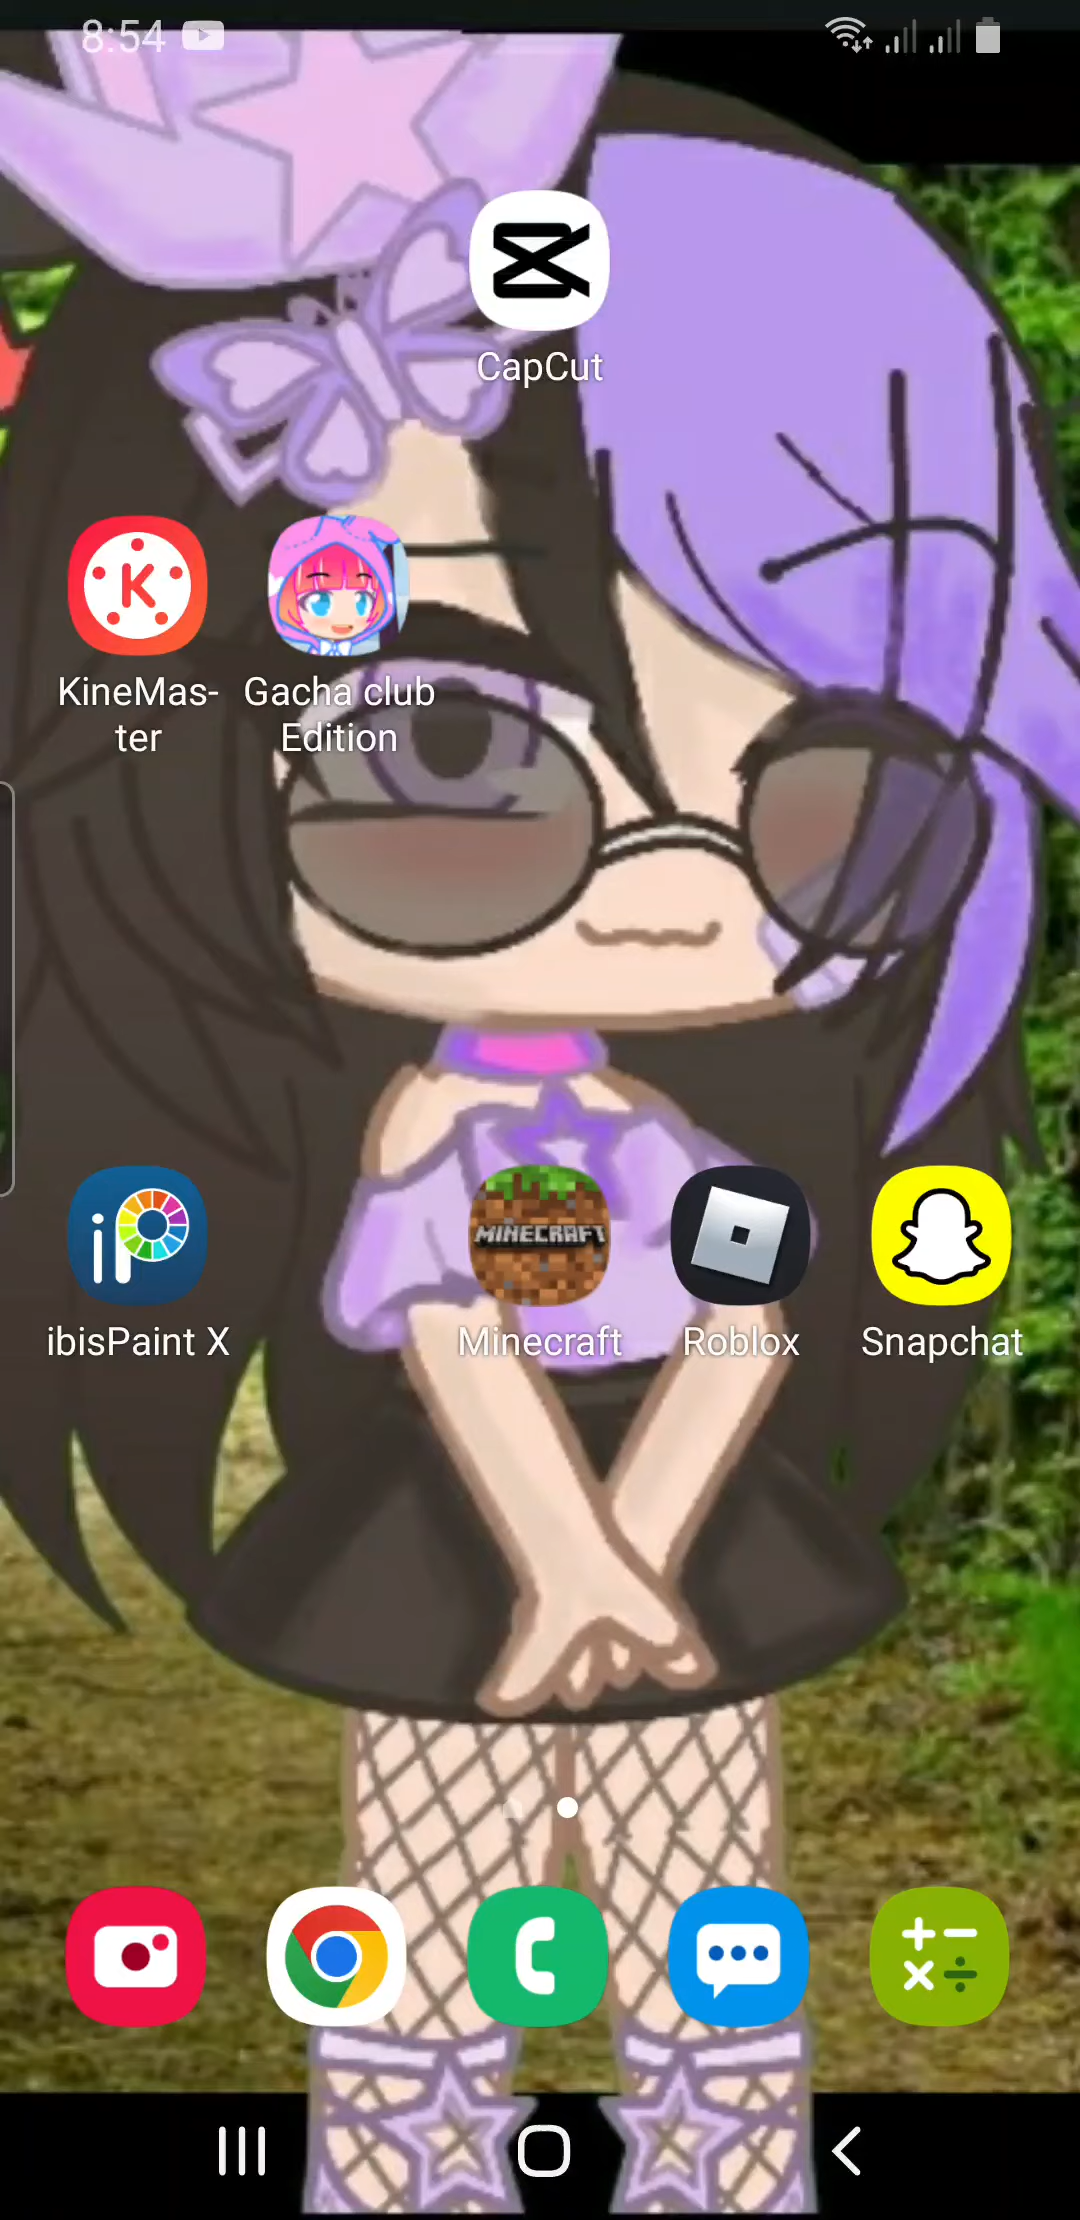 8:54
CapCut
KineMas-
ter
Gacha club
Edition
ibisPaint X
MINECRAFT
Minecraft
Roblox
Snapchat